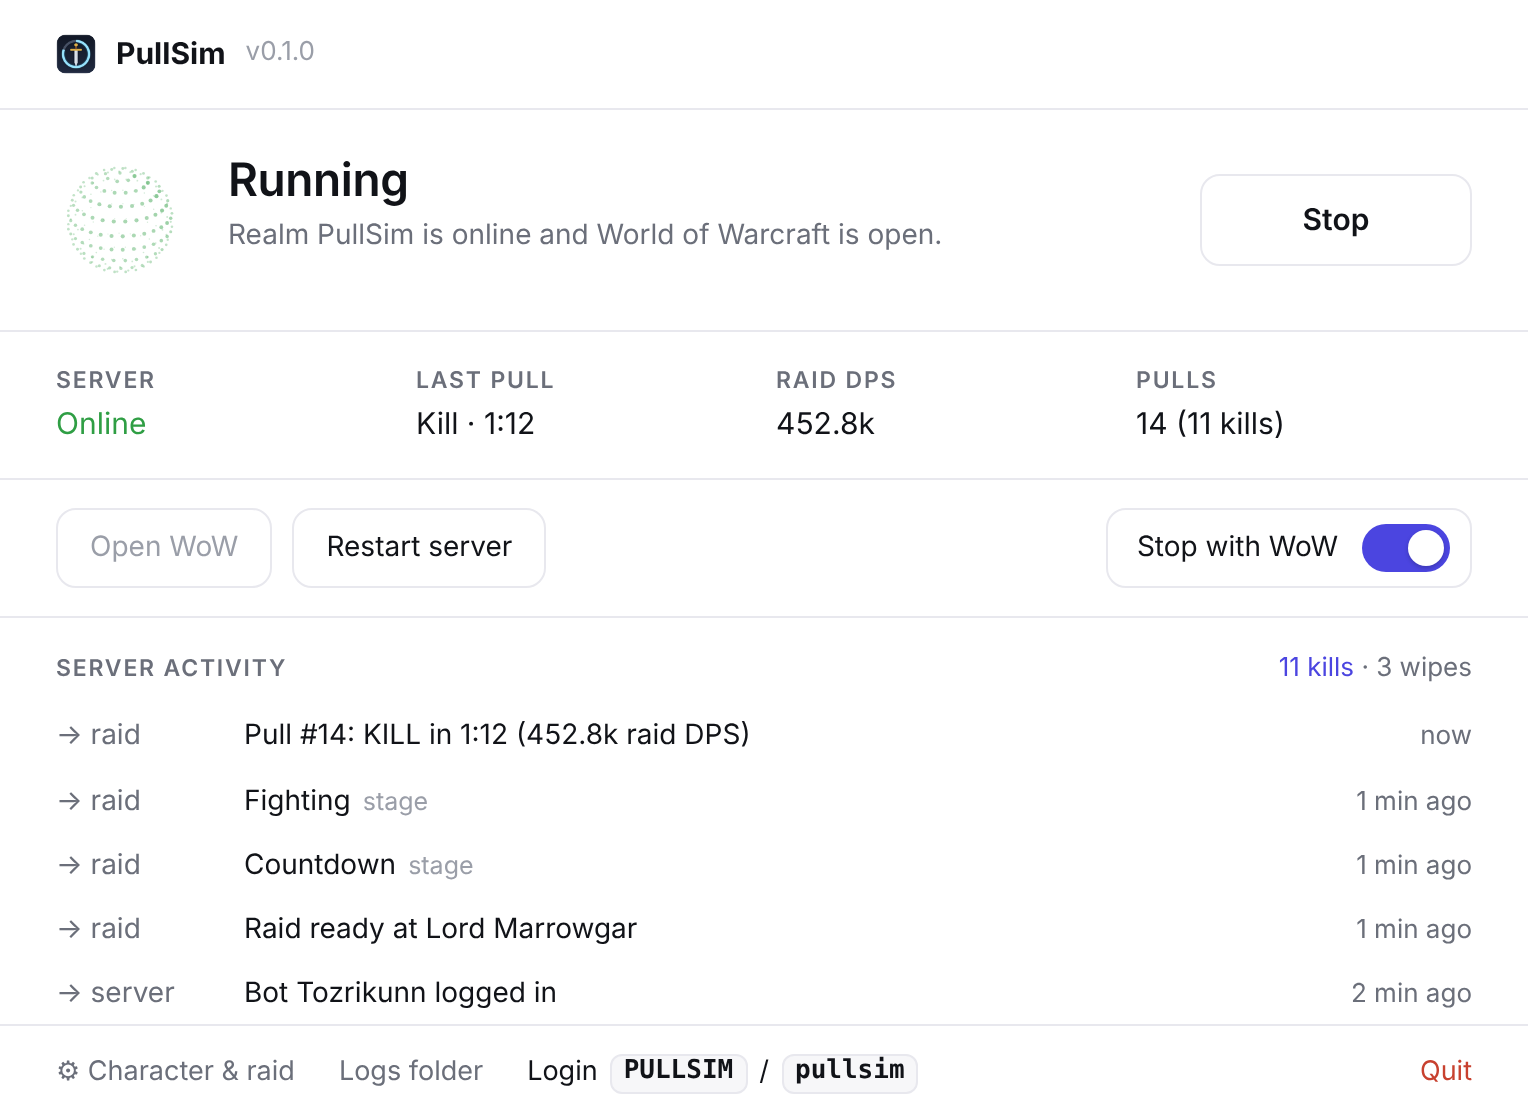 PullSim v0.1.0
Running
Realm PullSim is online and World of Warcraft is open.
Stop
SERVER
Online
LAST PULL
Kill · 1:12
RAID DPS
452.8k
PULLS
14 (11 kills)
Open WoW
Restart server
Stop with WoW
SERVER ACTIVITY
11 kills · 3 wipes
→ raid Pull #14: KILL in 1:12 (452.8k raid DPS) now
→ raid Fighting stage 1 min ago
→ raid Countdown stage 1 min ago
→ raid Raid ready at Lord Marrowgar 1 min ago
→ server Bot Tozrikunn logged in 2 min ago
⚙ Character & raid
Logs folder
Login PULLSIM / pullsim
Quit